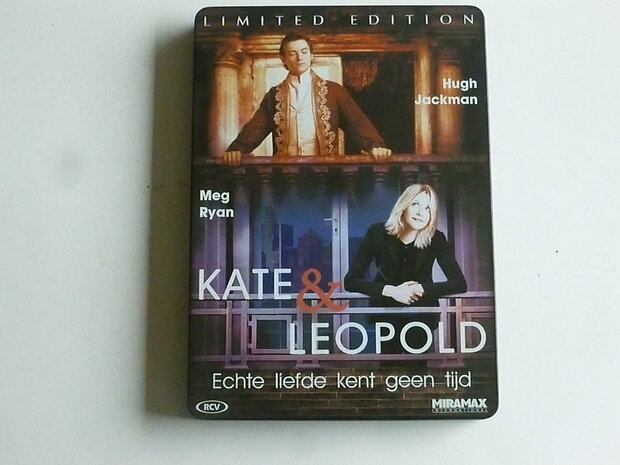 LIMITED EDITION
Hugh
Jackman
Meg
Ryan
KATE &
LEOPOLD
Echte liefde kent geen tijd
RCV
MIRAMAX
INTERNATIONAL